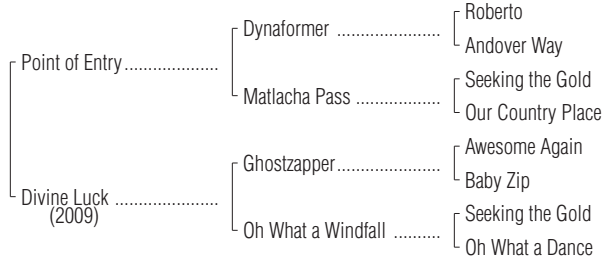 Roberto
Dynaformer ...................
Andover Way
Point of Entry....................
Seeking the Gold
Matlacha Pass .................
Our Country Place
Awesome Again
Ghostzapper.....................
Baby Zip
Divine Luck ......................
(2009)
Seeking the Gold
Oh What a Windfall ..........
Oh What a Dance